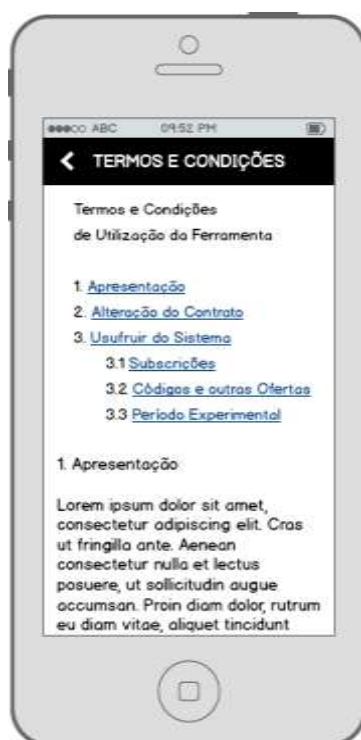 ABC 09:52 PM
TERMOS E CONDIÇÕES
Termos e Condições
de Utilização da Ferramenta
1. Apresentação
2. Alteração do Contrato
3. Usufruir do Sistema
3.1 Subscrições
3.2 Códigos e outras Ofertas
3.3 Período Experimental
1. Apresentação
Lorem ipsum dolor sit amet,
consectetur adipiscing elit. Cras
ut fringilla ante. Aenean
consectetur nulla et lectus
posuere, ut sollicitudin augue
accumsan. Proin diam dolor, rutrum
eu diam vitae, aliquet tincidunt